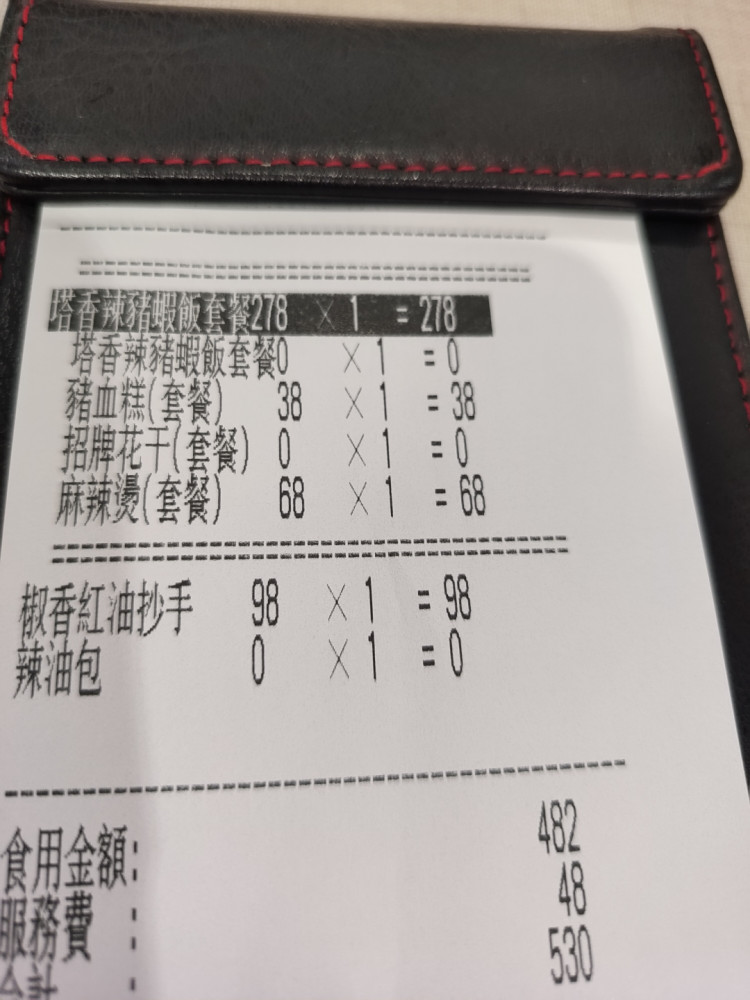 塔香辣豬蝦飯套餐278 × 1 = 278
塔香辣豬蝦飯套餐0 × 1 = 0
豬血糕(套餐) 38 × 1 = 38
招牌花干(套餐) 0 × 1 = 0
麻辣燙(套餐) 68 × 1 = 68
椒香紅油抄手 98 × 1 = 98
辣油包 0 × 1 = 0
食用金額: 482
服務費 : 48
合計 : 530